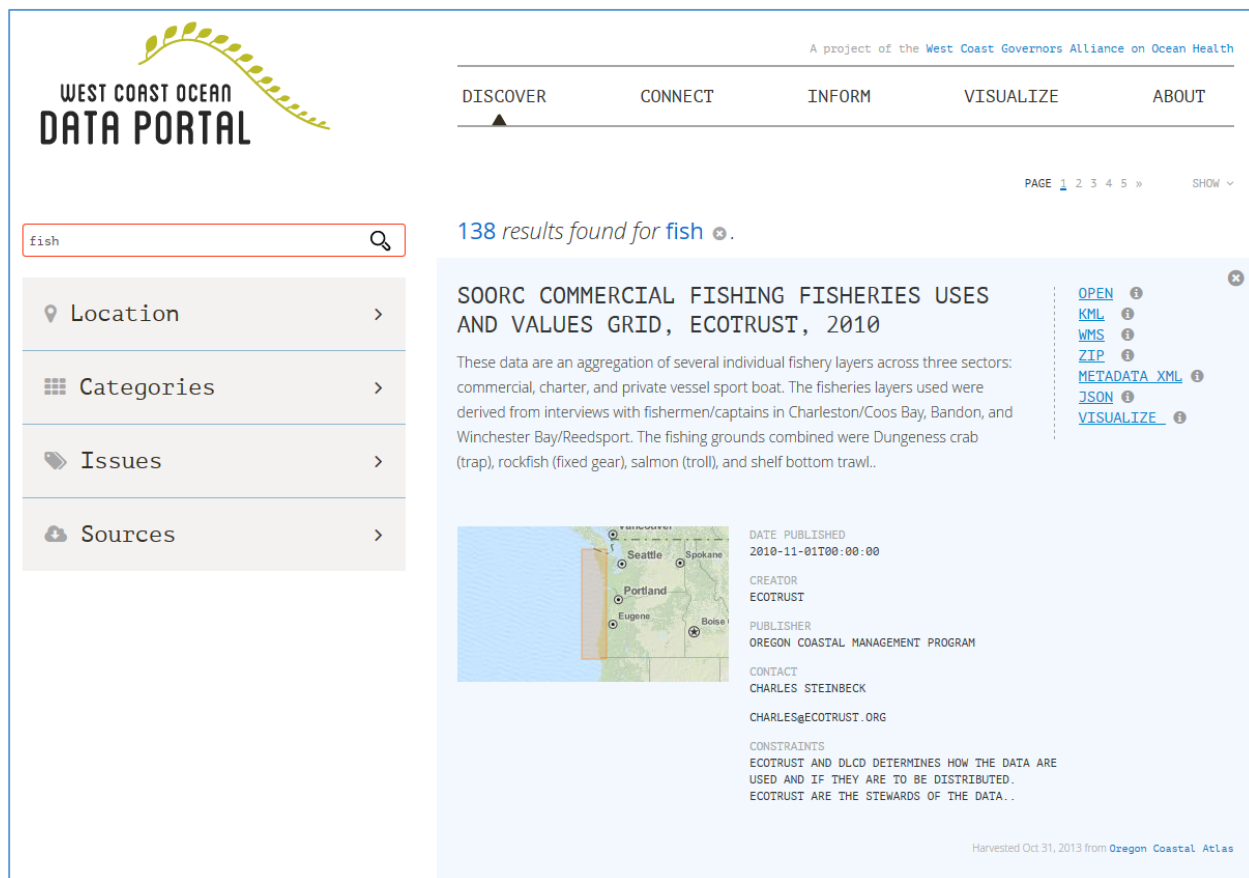 WEST COAST OCEAN
DATA PORTAL
A project of the West Coast Governors Alliance on Ocean Health
DISCOVER CONNECT INFORM VISUALIZE ABOUT
PAGE 1 2 3 4 5 » SHOW
fish
Location
Categories
Issues
Sources
138 results found for fish .
SOORC COMMERCIAL FISHING FISHERIES USES
AND VALUES GRID, ECOTRUST, 2010
These data are an aggregation of several individual fishery layers across three sectors:
commercial, charter, and private vessel sport boat. The fisheries layers used were
derived from interviews with fishermen/captains in Charleston/Coos Bay, Bandon, and
Winchester Bay/Reedsport. The fishing grounds combined were Dungeness crab
(trap), rockfish (fixed gear), salmon (troll), and shelf bottom trawl..
OPEN
KML
WMS
ZIP
METADATA XML
JSON
VISUALIZE
Vancouver
Seattle
Spokane
Portland
Eugene
Boise
DATE PUBLISHED
2010-11-01T00:00:00
CREATOR
ECOTRUST
PUBLISHER
OREGON COASTAL MANAGEMENT PROGRAM
CONTACT
CHARLES STEINBECK
CHARLES@ECOTRUST.ORG
CONSTRAINTS
ECOTRUST AND DLCD DETERMINES HOW THE DATA ARE
USED AND IF THEY ARE TO BE DISTRIBUTED.
ECOTRUST ARE THE STEWARDS OF THE DATA..
Harvested Oct 31, 2013 from Oregon Coastal Atlas